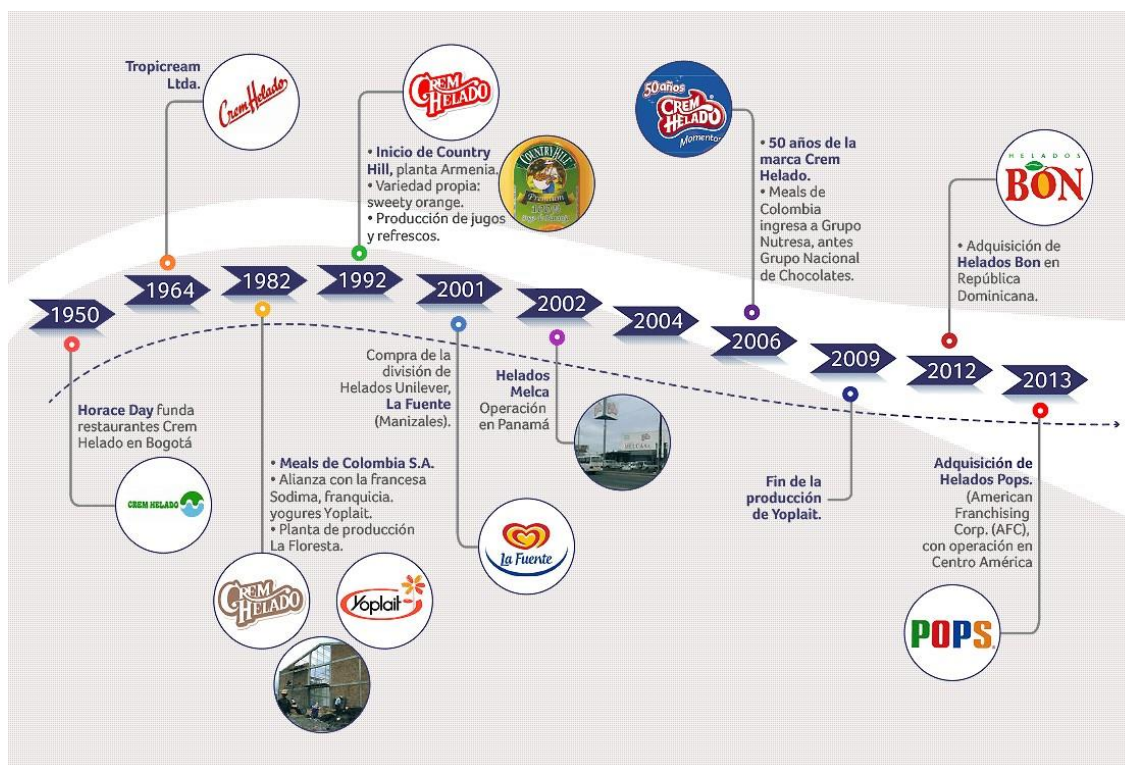 Tropicream
Ltda.
Crem Helado
CREM
HELADO
• Inicio de Country
Hill, planta Armenia.
• Variedad propia:
sweety orange.
• Producción de jugos
y refrescos.
COUNTRY HILL
50 años
CREM
HELADO
Momentos
• 50 años de la
marca Crem
Helado.
• Meals de
Colombia
ingresa a Grupo
Nutresa, antes
Grupo Nacional
de Chocolates.
HELADOS
BON
• Adquisición de
Helados Bon en
República
Dominicana.
1950
1964
1982
1992
2001
2002
2004
2006
2009
2012
2013
Horace Day funda
restaurantes Crem
Helado en Bogotá
CREM HELADO
• Meals de Colombia S.A.
• Alianza con la francesa
Sodima, franquicia.
yogures Yoplait.
• Planta de producción
La Floresta.
CREM
HELADO
Yoplait
Compra de la
división de
Helados Unilever,
La Fuente
(Manizales).
La Fuente
Helados
Melca
Operación
en Panamá
Fin de la
producción
de Yoplait.
Adquisición de
Helados Pops.
(American
Franchising
Corp. (AFC),
con operación en
Centro América
POPS